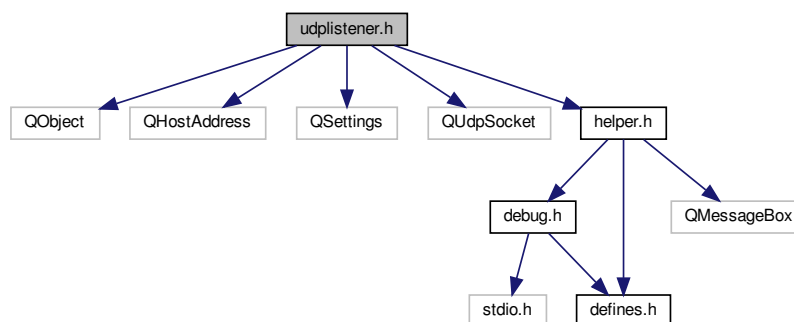 udplistener.h
QObject
QHostAddress
QSettings
QUdpSocket
helper.h
debug.h
QMessageBox
stdio.h
defines.h